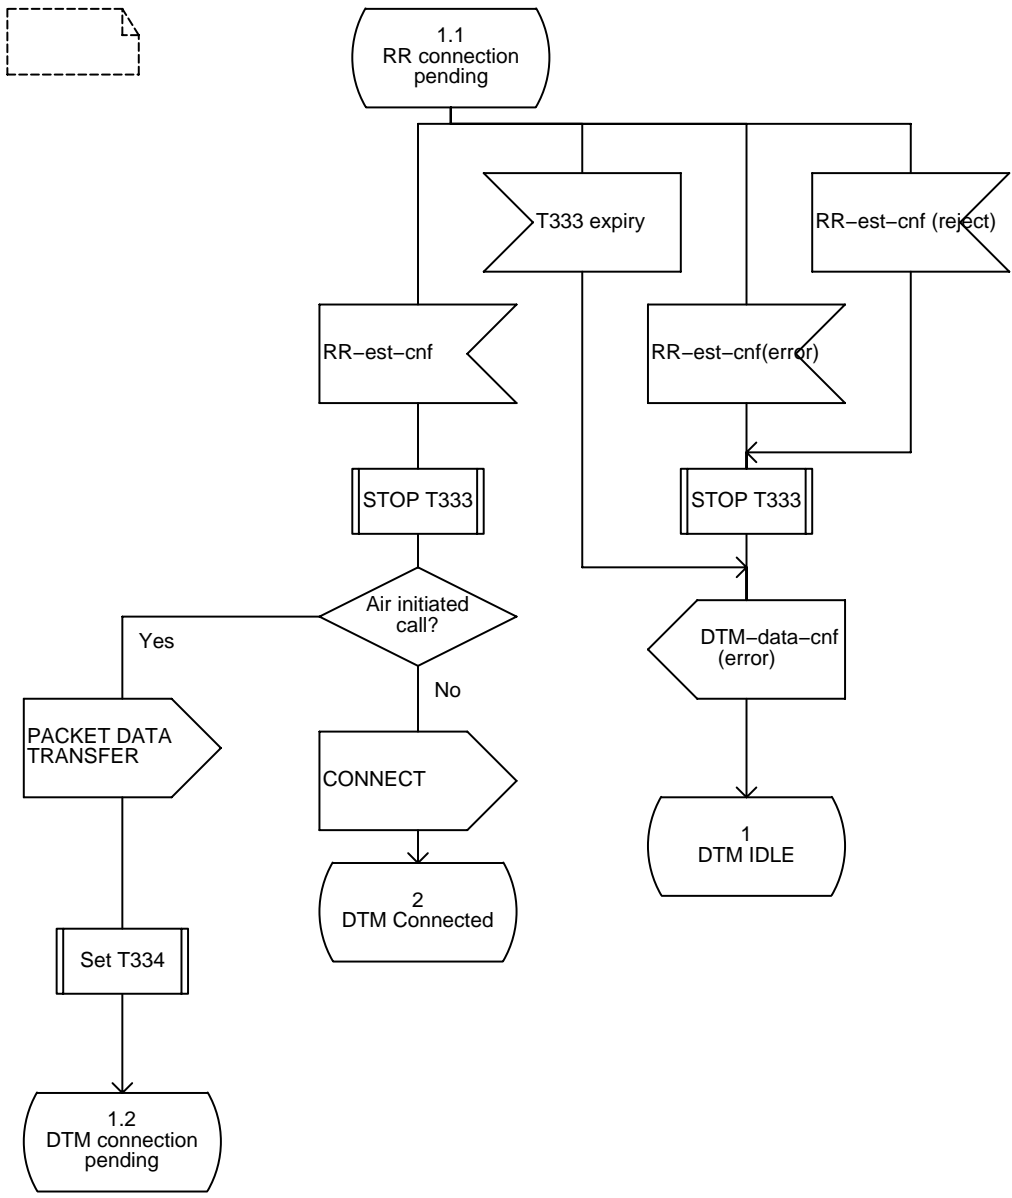 1.1
RR connection
pending
T333 expiry
RR−est−cnf (reject)
RR−est−cnf
RR−est−cnf(error)
STOP T333
STOP T333
Air initiated
call?
Yes
No
DTM−data−cnf
(error)
PACKET DATA
TRANSFER
CONNECT
1
DTM IDLE
2
DTM Connected
Set T334
1.2
DTM connection
pending